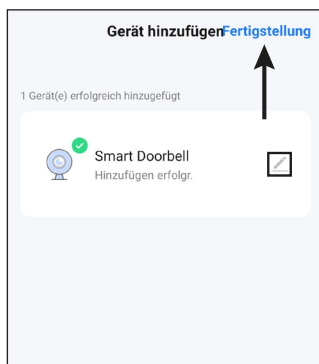 Gerät hinzufügen Fertigstellung
1 Gerät(e) erfolgreich hinzugefügt
Smart Doorbell
Hinzufügen erfolgr.